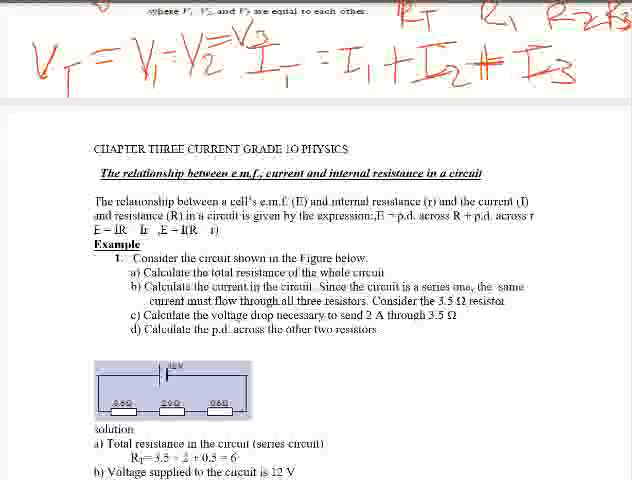 where V₁, V₂, and V₃ are equal to each other.
RT R1 R2 R3
VT = V1 = V2 = V3 IT = I1 + I2 + I3
CHAPTER THREE CURRENT GRADE 10 PHYSICS
The relationship between e.m.f., current and internal resistance in a circuit
The relationship between a cell's e.m.f. (E) and internal resistance (r) and the current (I)
and resistance (R) in a circuit is given by the expression:,E = p.d. across R + p.d. across r
E = IR Ir ,E = I(R r)
Example
1. Consider the circuit shown in the Figure below.
a) Calculate the total resistance of the whole circuit
b) Calculate the current in the circuit. Since the circuit is a series one, the same
current must flow through all three resistors. Consider the 3.5 Ω resistor
c) Calculate the voltage drop necessary to send 2 A through 3.5 Ω
d) Calculate the p.d. across the other two resistors
solution
a) Total resistance in the circuit (series circuit)
RT= 3.5 + 2 + 0.5 = 6
b) Voltage supplied to the circuit is 12 V